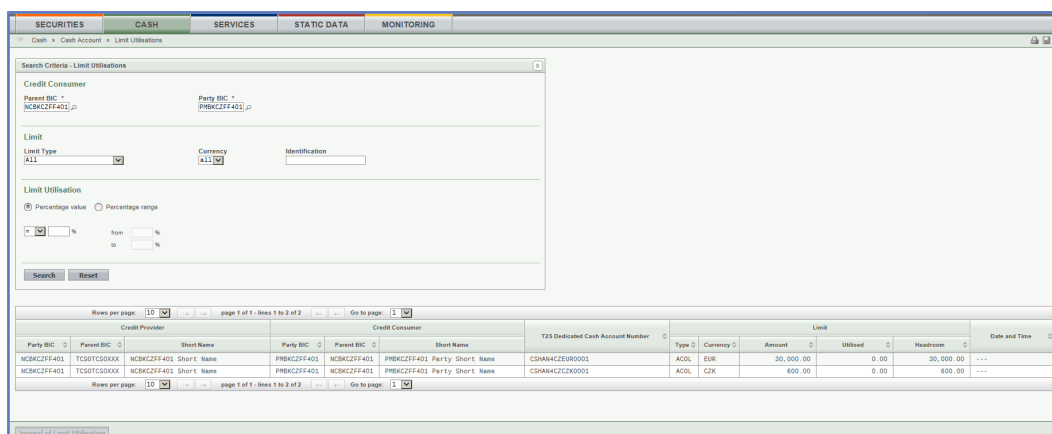 SECURITIES CASH SERVICES STATIC DATA MONITORING
Cash > Cash Account > Limit Utilisations
Search Criteria - Limit Utilisations
Credit Consumer
Parent BIC * Party BIC *
NCBKCZFF401 PMBKCZFF401
Limit
Limit Type Currency Identification
All all
Limit Utilisation
Percentage value Percentage range
= % from %
to %
Search Reset
Rows per page: 10 page 1 of 1 - lines 1 to 2 of 2 Go to page: 1
Credit Provider Credit Consumer T2S Dedicated Cash Account Number Limit Date and Time
Party BIC Parent BIC Short Name Party BIC Parent BIC Short Name Type Currency Amount Utilised Headroom
NCBKCZFF401 TCSOTCSOXXX NCBKCZFF401 Short Name PMBKCZFF401 NCBKCZFF401 PMBKCZFF401 Party Short Name CSHAN4CZEUR0001 ACOL EUR 30,000.00 0.00 30,000.00 ---
NCBKCZFF401 TCSOTCSOXXX NCBKCZFF401 Short Name PMBKCZFF401 NCBKCZFF401 PMBKCZFF401 Party Short Name CSHAN4CZCZK0001 ACOL CZK 600.00 0.00 600.00 ---
Rows per page: 10 page 1 of 1 - lines 1 to 2 of 2 Go to page: 1
Journal of Limit Utilisation